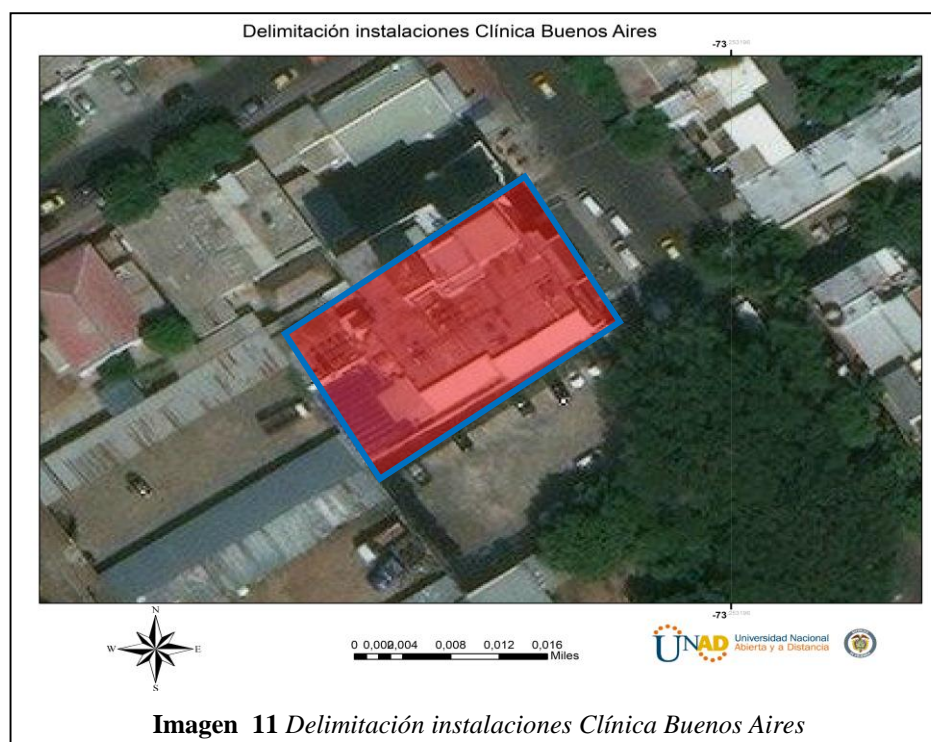 Delimitación instalaciones Clínica Buenos Aires
-73
-73
N
W E
S
0 0,002 0,004 0,008 0,012 0,016
Miles
UNAD Universidad Nacional
Abierta y a Distancia
Imagen 11 Delimitación instalaciones Clínica Buenos Aires